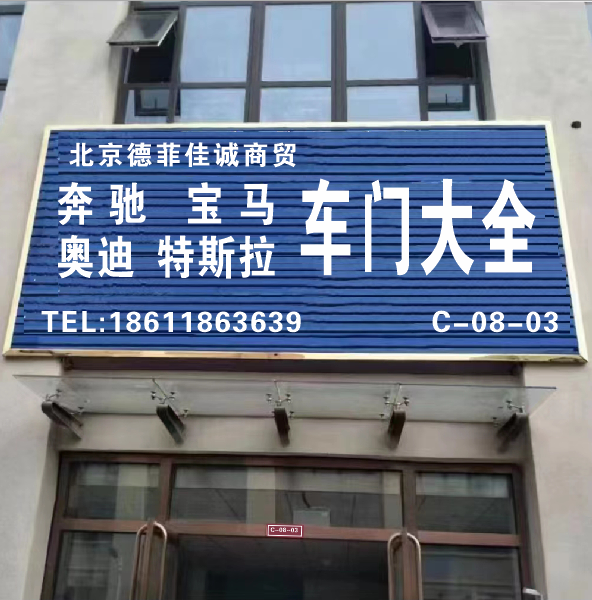 北京德菲佳诚商贸
奔驰 宝马
奥迪 特斯拉
车门大全
TEL:18611863639
C-08-03
C-08-03